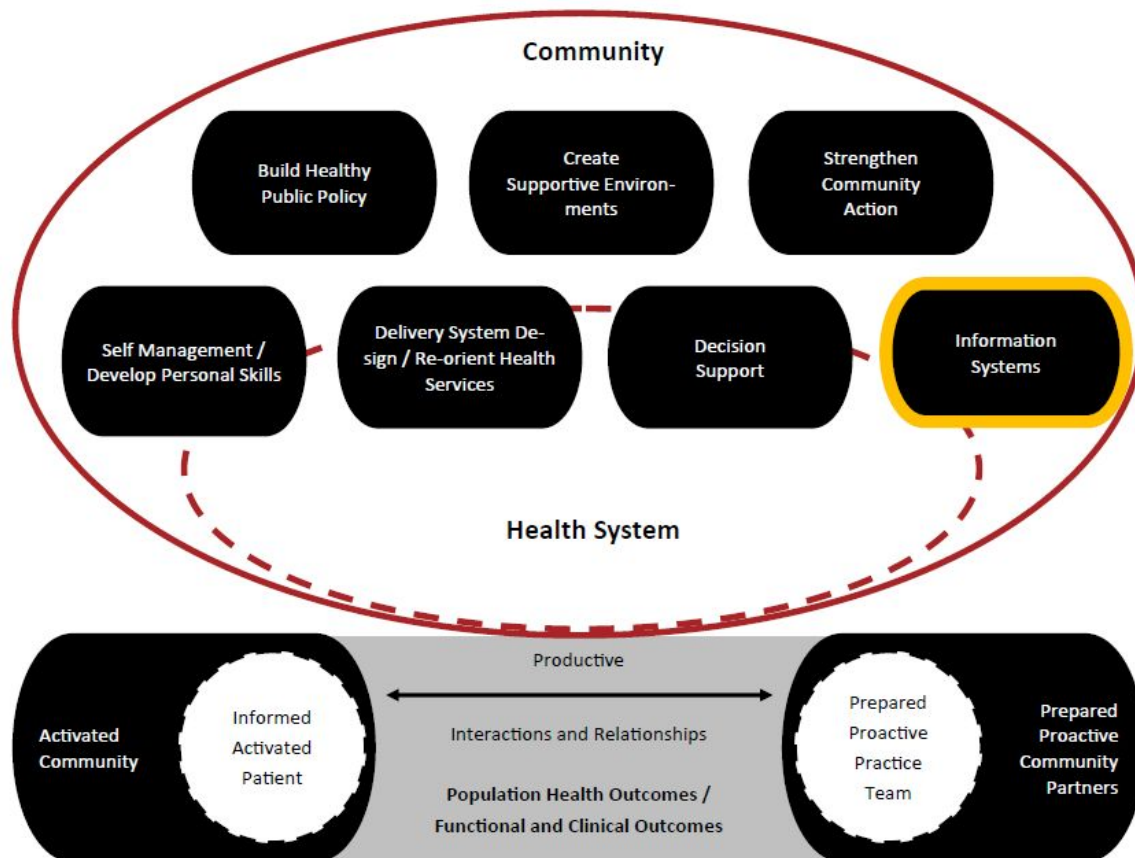 Community
Build Healthy
Public Policy
Create
Supportive Environ-
ments
Strengthen
Community
Action
Self Management /
Develop Personal Skills
Delivery System De-
sign / Re-orient Health
Services
Decision
Support
Information
Systems
Health System
Activated
Community
Informed
Activated
Patient
Productive
Interactions and Relationships
Population Health Outcomes /
Functional and Clinical Outcomes
Prepared
Proactive
Practice
Team
Prepared
Proactive
Community
Partners